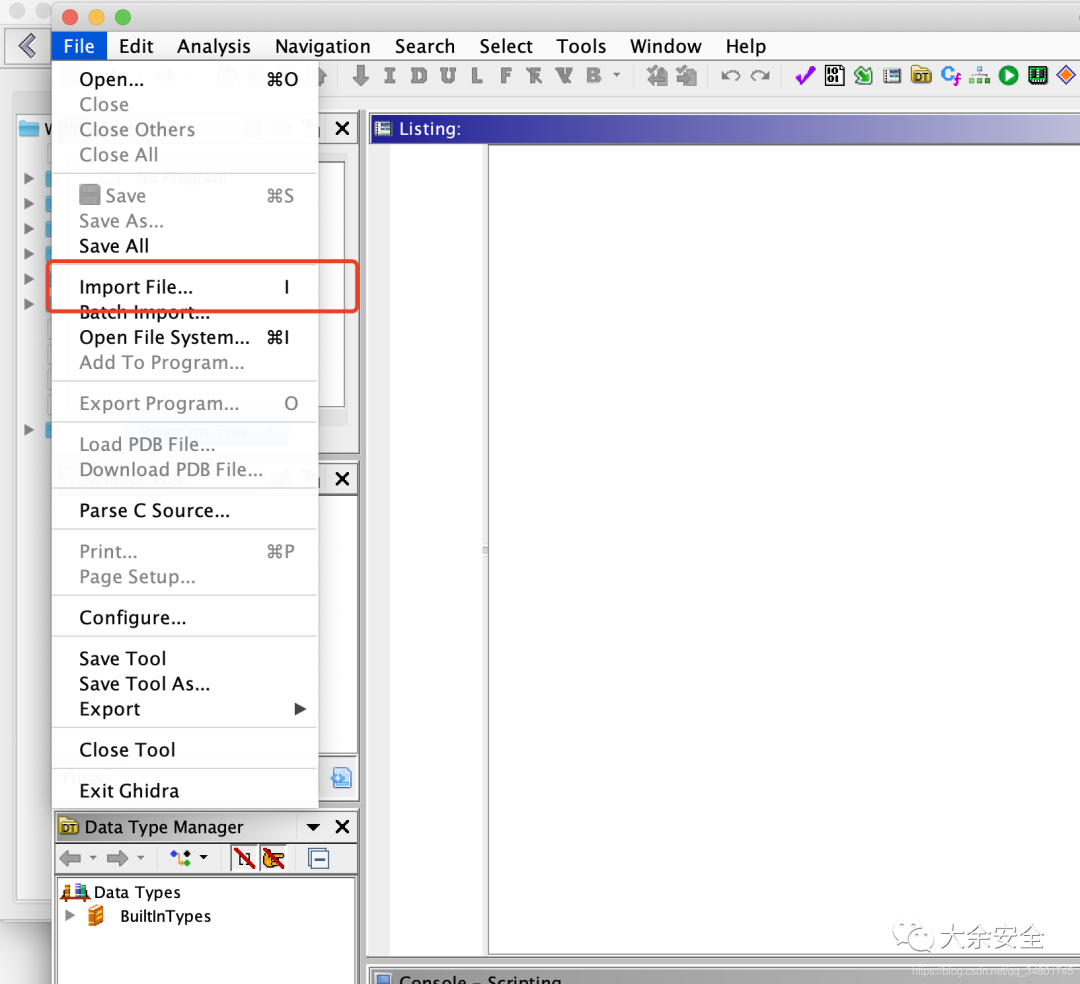 File Edit Analysis Navigation Search Select Tools Window Help
I D U L F V B
Open... ⌘O
Close
Close Others
Close All
No Program
Save ⌘S
Save As...
Save All
Import File... I
Batch Import...
Open File System... ⌘I
Add To Program...
Export Program... O
Load PDB File...
Download PDB File...
Parse C Source...
Print... ⌘P
Page Setup...
Configure...
Save Tool
Save Tool As...
Export
Close Tool
Exit Ghidra
Listing:
DT Data Type Manager
Data Types
BuiltInTypes
Console - Scripting
大余安全
https://blog.csdn.net/qq_34801745